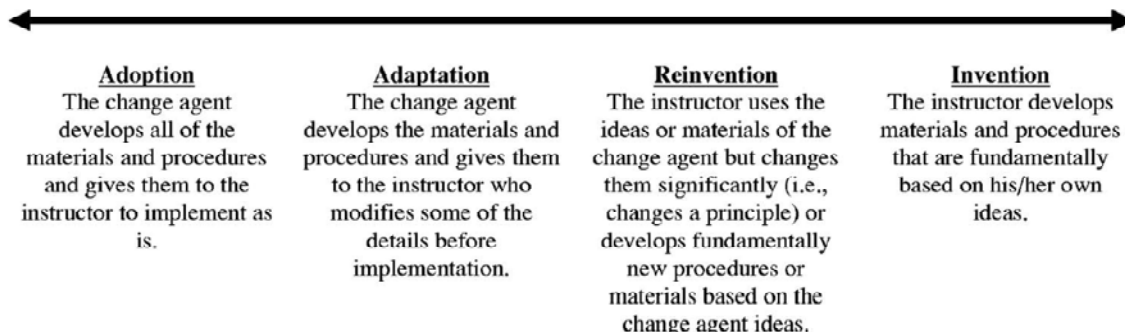 Adoption
The change agent
develops all of the
materials and procedures
and gives them to the
instructor to implement as
is.
Adaptation
The change agent
develops the materials and
procedures and gives them
to the instructor who
modifies some of the
details before
implementation.
Reinvention
The instructor uses the
ideas or materials of the
change agent but changes
them significantly (i.e.,
changes a principle) or
develops fundamentally
new procedures or
materials based on the
change agent ideas.
Invention
The instructor develops
materials and procedures
that are fundamentally
based on his/her own
ideas.